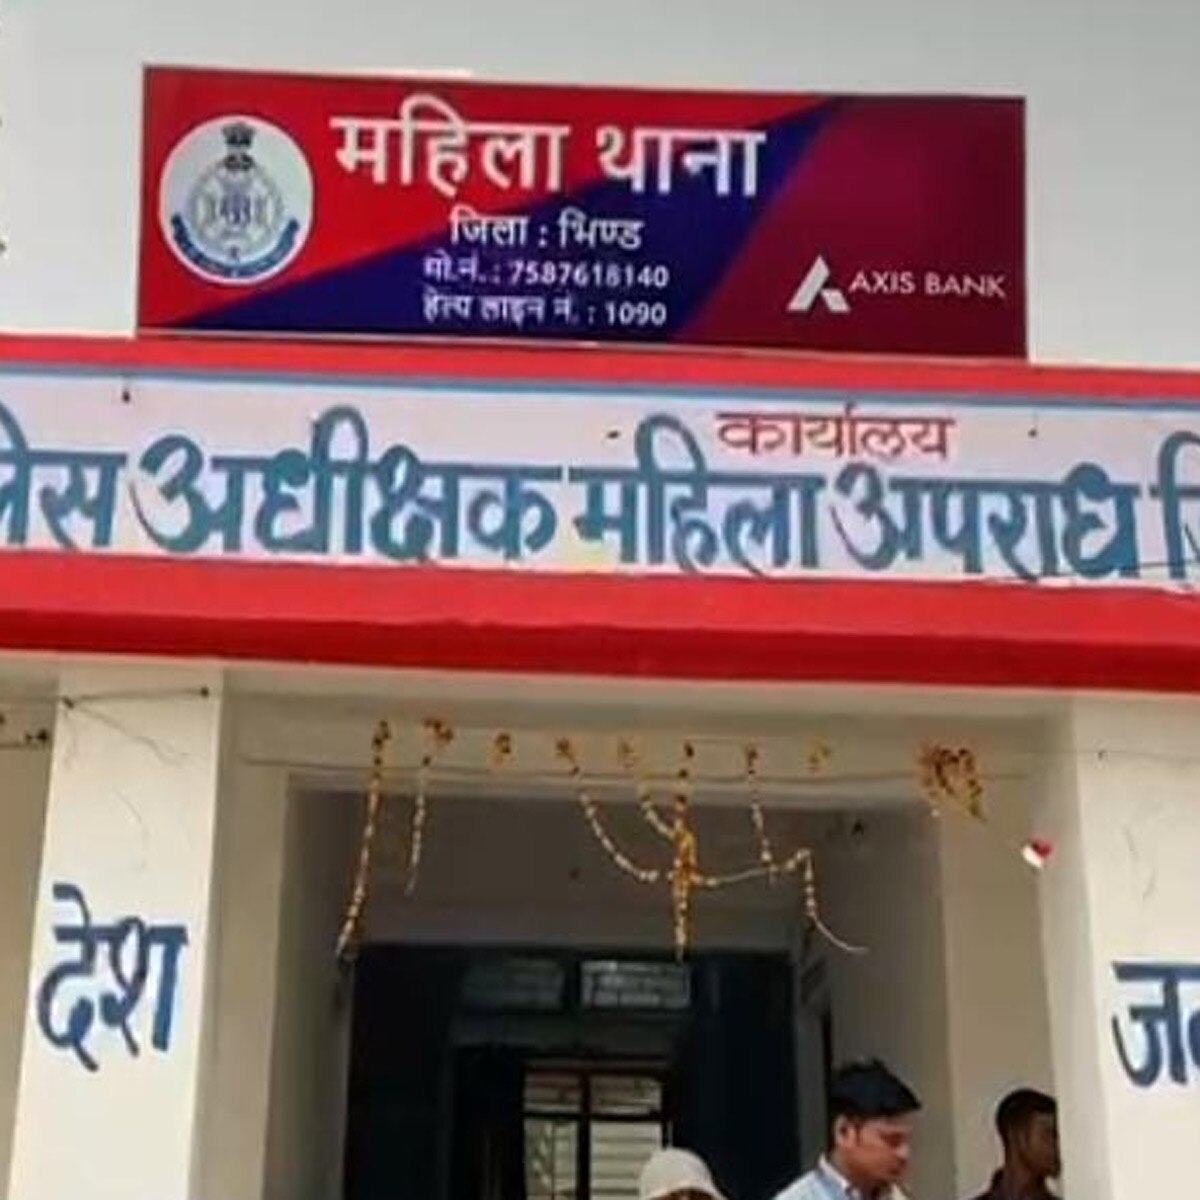 महिला थाना
जिला : भिण्ड
मो.नं. : 7587618140
हेल्प लाइन नं. : 1090
AXIS BANK
कार्यालय
अधीक्षक महिला अपराध
देश